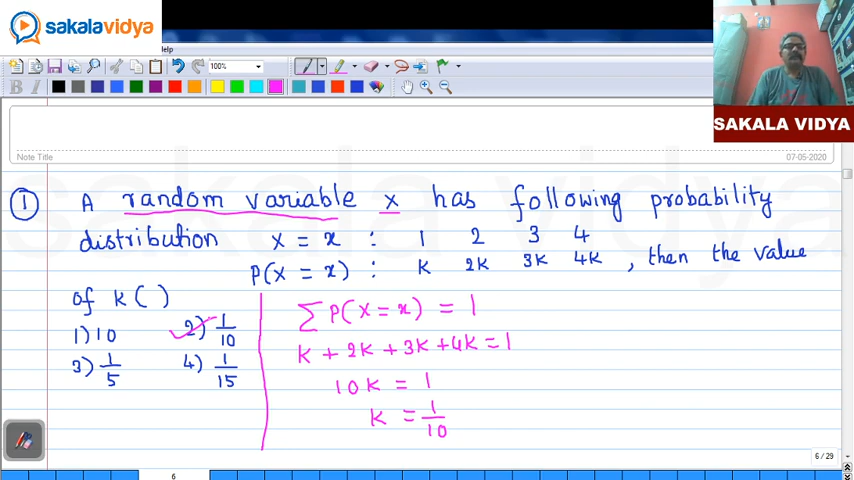 sakalavidya
Help
100%
SAKALA VIDYA
Note Title
07-05-2020
① A random variable x has following probability
distribution X = x : 1 2 3 4
P(X = x) : K 2K 3K 4K , then the value
of K ( )
1) 10 2) 1/10
3) 1/5 4) 1/15
∑ P(X = x) = 1
K + 2K + 3K + 4K = 1
10K = 1
K = 1/10
6 / 29
6